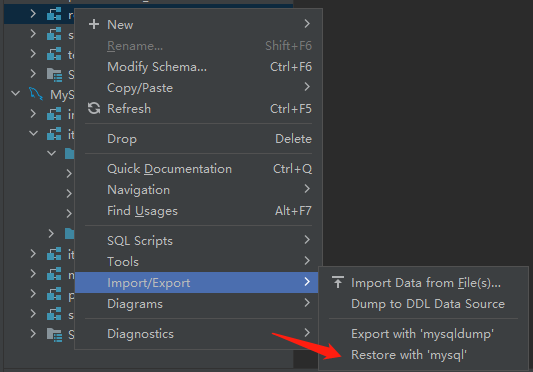 New
Rename... Shift+F6
Modify Schema... Ctrl+F6
Copy/Paste
Refresh Ctrl+F5
Drop Delete
Quick Documentation Ctrl+Q
Navigation
Find Usages Alt+F7
SQL Scripts
Tools
Import/Export
Diagrams
Diagnostics
Import Data from File(s)...
Dump to DDL Data Source
Export with 'mysqldump'
Restore with 'mysql'